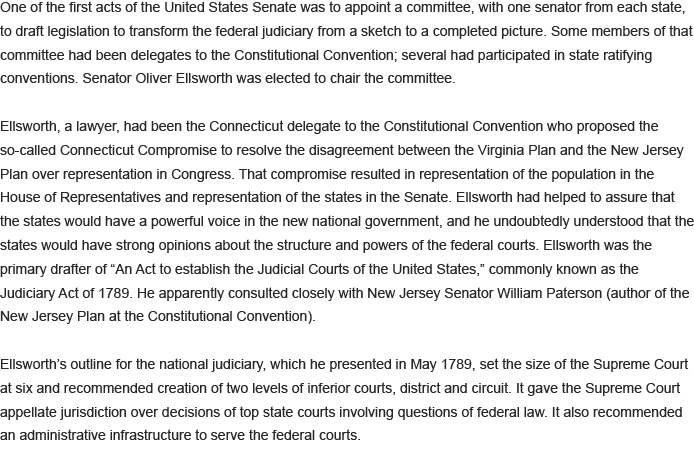 One of the first acts of the United States Senate was to appoint a committee, with one senator from each state,
to draft legislation to transform the federal judiciary from a sketch to a completed picture. Some members of that
committee had been delegates to the Constitutional Convention; several had participated in state ratifying
conventions. Senator Oliver Ellsworth was elected to chair the committee.

Ellsworth, a lawyer, had been the Connecticut delegate to the Constitutional Convention who proposed the
so-called Connecticut Compromise to resolve the disagreement between the Virginia Plan and the New Jersey
Plan over representation in Congress. That compromise resulted in representation of the population in the
House of Representatives and representation of the states in the Senate. Ellsworth had helped to assure that
the states would have a powerful voice in the new national government, and he undoubtedly understood that the
states would have strong opinions about the structure and powers of the federal courts. Ellsworth was the
primary drafter of “An Act to establish the Judicial Courts of the United States,” commonly known as the
Judiciary Act of 1789. He apparently consulted closely with New Jersey Senator William Paterson (author of the
New Jersey Plan at the Constitutional Convention).

Ellsworth’s outline for the national judiciary, which he presented in May 1789, set the size of the Supreme Court
at six and recommended creation of two levels of inferior courts, district and circuit. It gave the Supreme Court
appellate jurisdiction over decisions of top state courts involving questions of federal law. It also recommended
an administrative infrastructure to serve the federal courts.